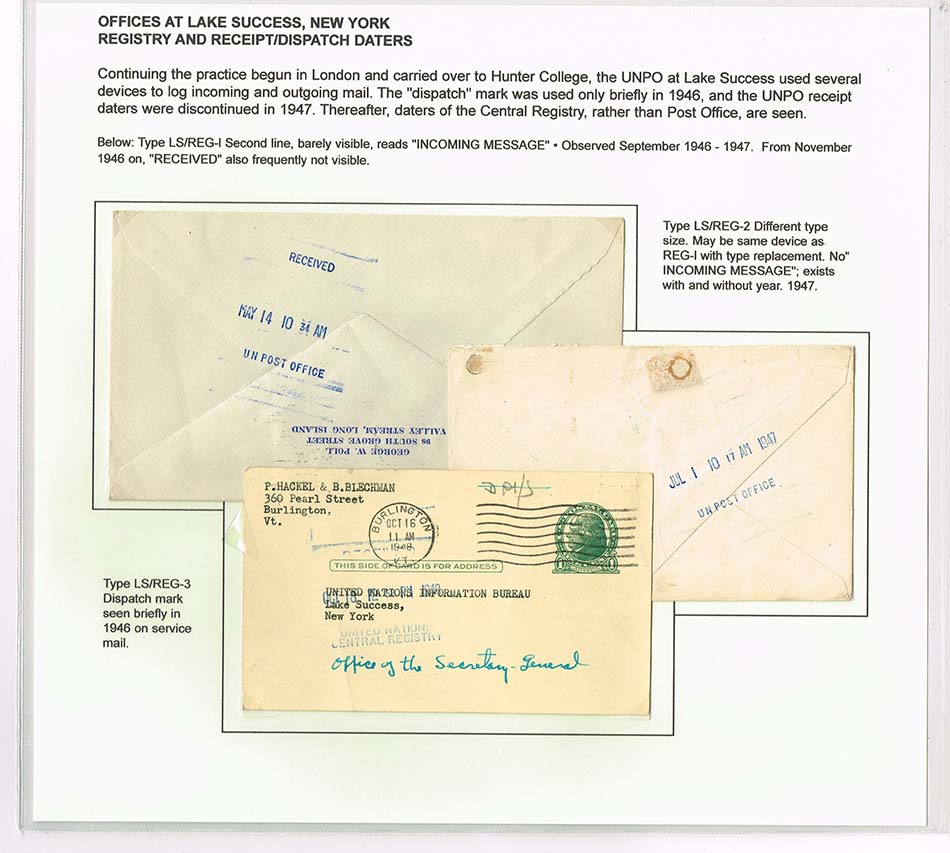 OFFICES AT LAKE SUCCESS, NEW YORK
REGISTRY AND RECEIPT/DISPATCH DATERS
Continuing the practice begun in London and carried over to Hunter College, the UNPO at Lake Success used several
devices to log incoming and outgoing mail. The "dispatch" mark was used only briefly in 1946, and the UNPO receipt
daters were discontinued in 1947. Thereafter, daters of the Central Registry, rather than Post Office, are seen.
Below: Type LS/REG-I Second line, barely visible, reads "INCOMING MESSAGE" • Observed September 1946 - 1947. From November
1946 on, "RECEIVED" also frequently not visible.
Type LS/REG-2 Different type
size. May be same device as
REG-I with type replacement. No"
INCOMING MESSAGE"; exists
with and without year. 1947.
RECEIVED
MAY 14 10 34 AM
UN POST OFFICE
GEORGE W. POLL
98 SOUTH GROVE STREET
VALLEY STREAM, LONG ISLAND
JUL 1 10 17 AM 1947
U.N. POST OFFICE
P.HACKEL & B.BLECHMAN
360 Pearl Street
Burlington,
Vt.
BURLINGTON
OCT 16
11 AM
1948
VT.
THIS SIDE OF CARD IS FOR ADDRESS
UNITED NATIONS INFORMATION BUREAU
Lake Success,
New York
UNITED NATIONS
CENTRAL REGISTRY
Office of the Secretary-General
Type LS/REG-3
Dispatch mark
seen briefly in
1946 on service
mail.